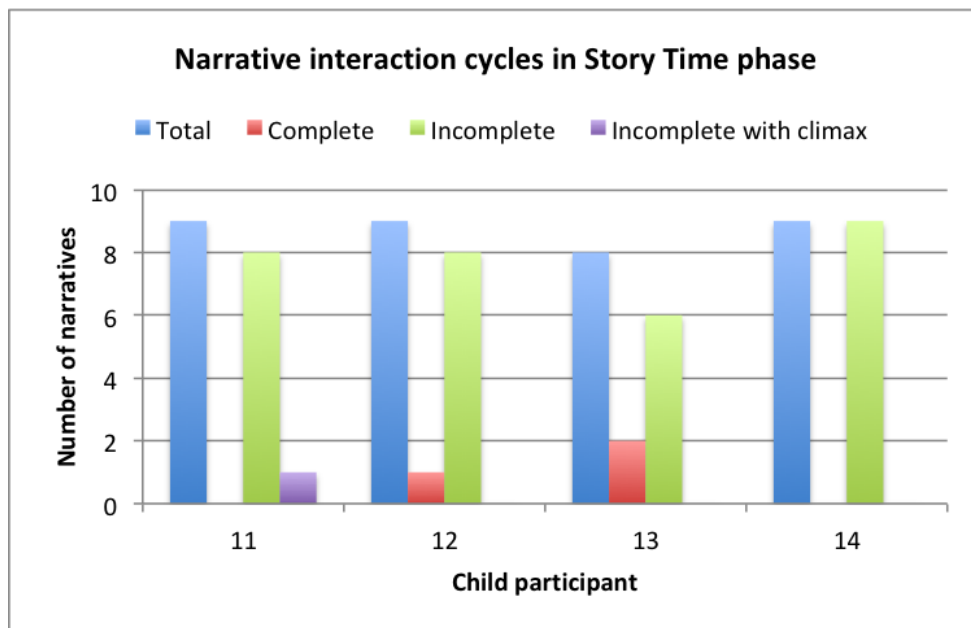 Narrative interaction cycles in Story Time phase
Total Complete Incomplete Incomplete with climax
Number of narratives
10
8
6
4
2
0
11 12 13 14
Child participant